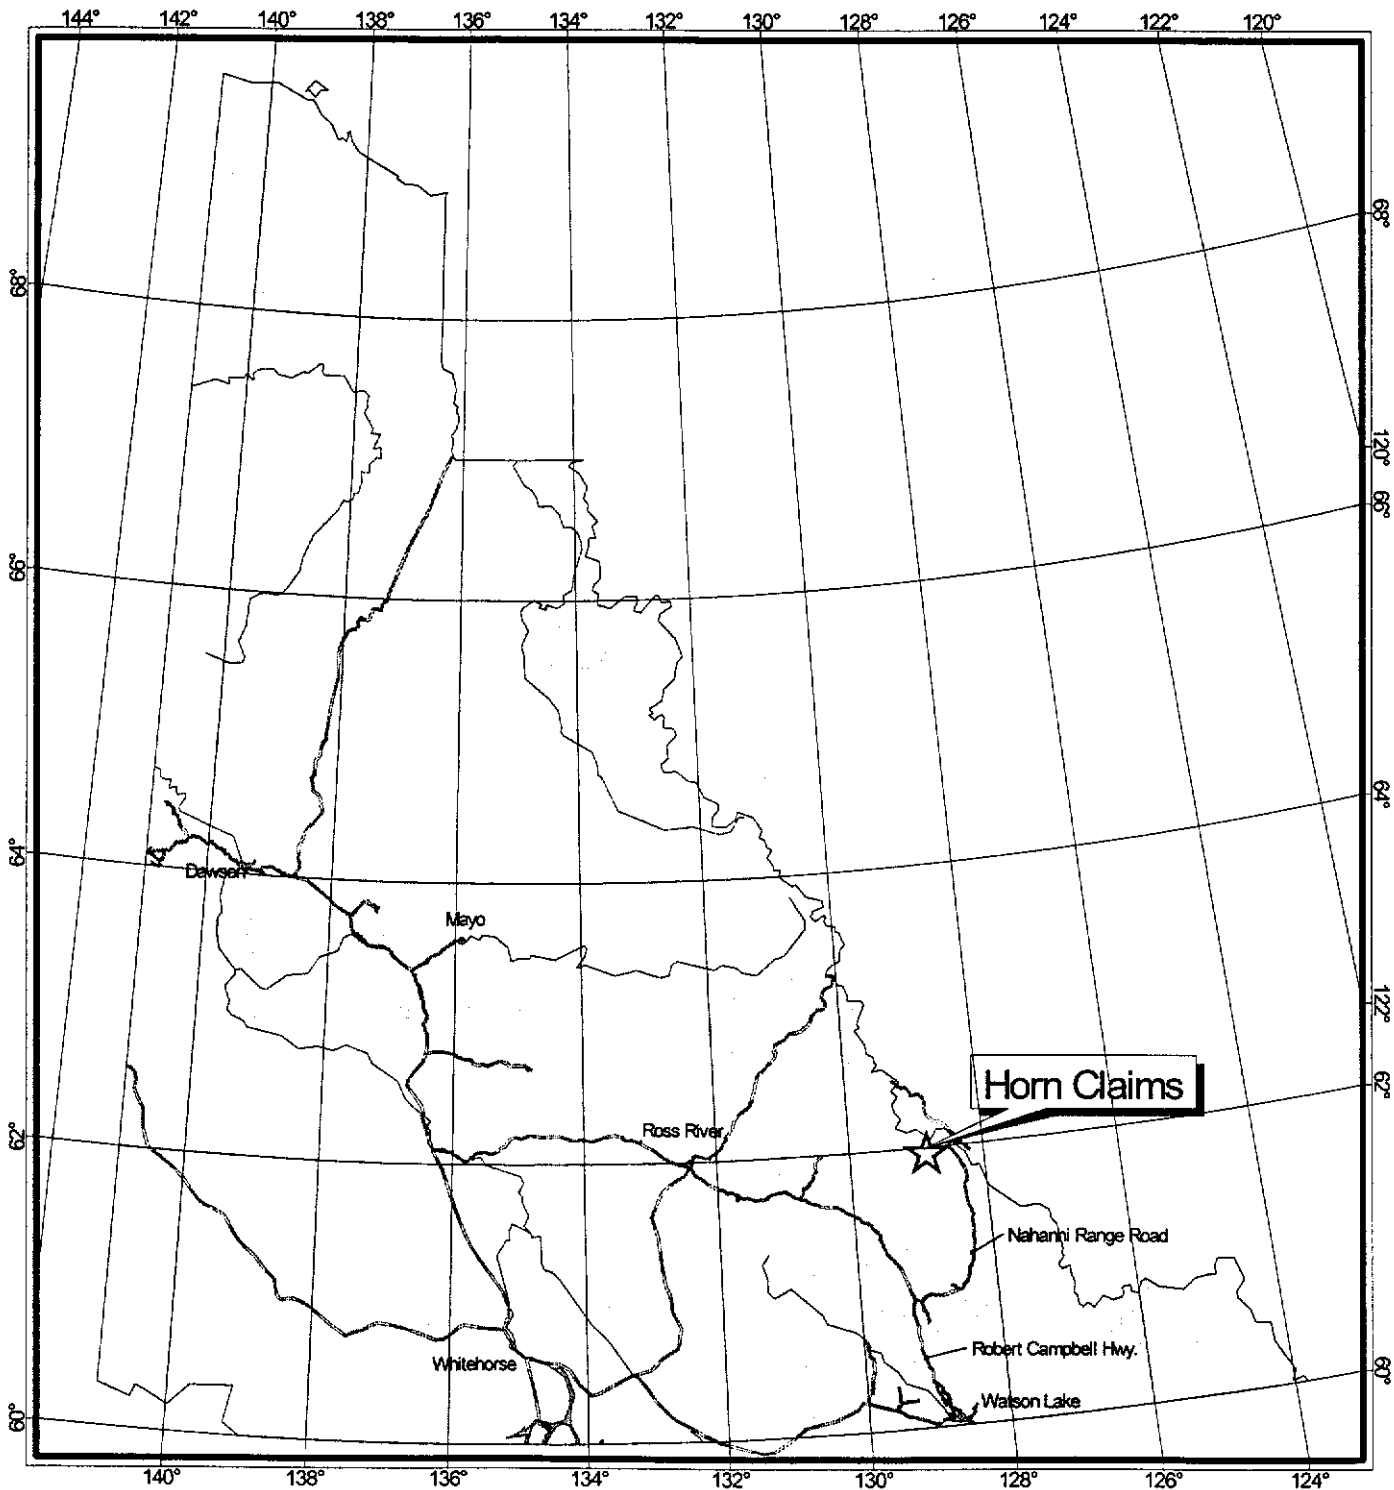 144° 142° 140° 138° 136° 134° 132° 130° 128° 126° 124° 122° 120°
68°
68°
120°
66°
66°
64°
64°
Dawson
Mayo
122°
Horn Claims
62°
62°
Ross River
Nahanni Range Road
Robert Campbell Hwy.
Whitehorse
60°
Watson Lake
60°
140° 138° 136° 134° 132° 130° 128° 126° 124°